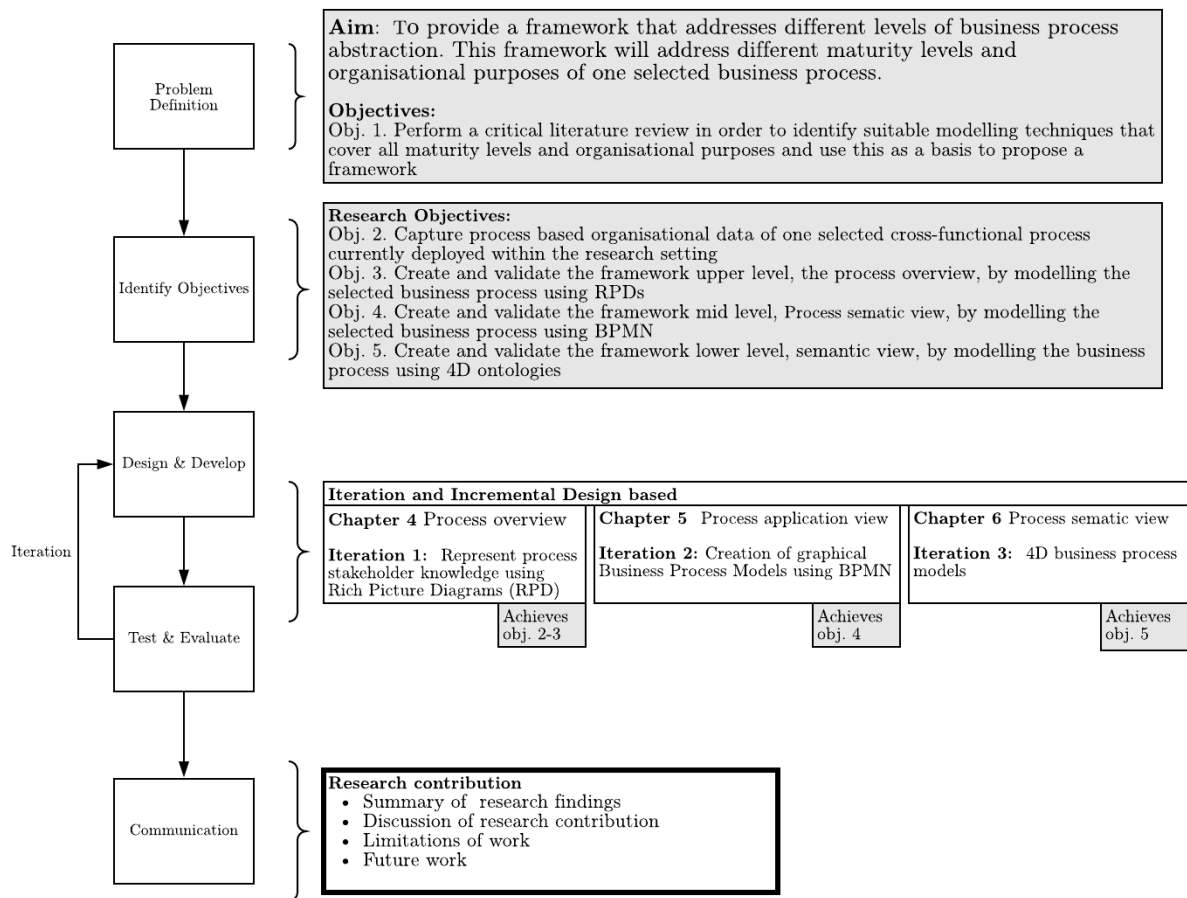 Problem
Definition
Aim: To provide a framework that addresses different levels of business process
abstraction. This framework will address different maturity levels and
organisational purposes of one selected business process.
Objectives:
Obj. 1. Perform a critical literature review in order to identify suitable modelling techniques that
cover all maturity levels and organisational purposes and use this as a basis to propose a
framework
Identify Objectives
Research Objectives:
Obj. 2. Capture process based organisational data of one selected cross-functional process
currently deployed within the research setting
Obj. 3. Create and validate the framework upper level, the process overview, by modelling the
selected business process using RPDs
Obj. 4. Create and validate the framework mid level, Process sematic view, by modelling the
selected business process using BPMN
Obj. 5. Create and validate the framework lower level, semantic view, by modelling the business
process using 4D ontologies
Design & Develop
Iteration
Test & Evaluate
Iteration and Incremental Design based
Chapter 4 Process overview
Iteration 1: Represent process
stakeholder knowledge using
Rich Picture Diagrams (RPD)
Achieves
obj. 2-3
Chapter 5 Process application view
Iteration 2: Creation of graphical
Business Process Models using BPMN
Achieves
obj. 4
Chapter 6 Process sematic view
Iteration 3: 4D business process
models
Achieves
obj. 5
Communication
Research contribution
• Summary of research findings
• Discussion of research contribution
• Limitations of work
• Future work